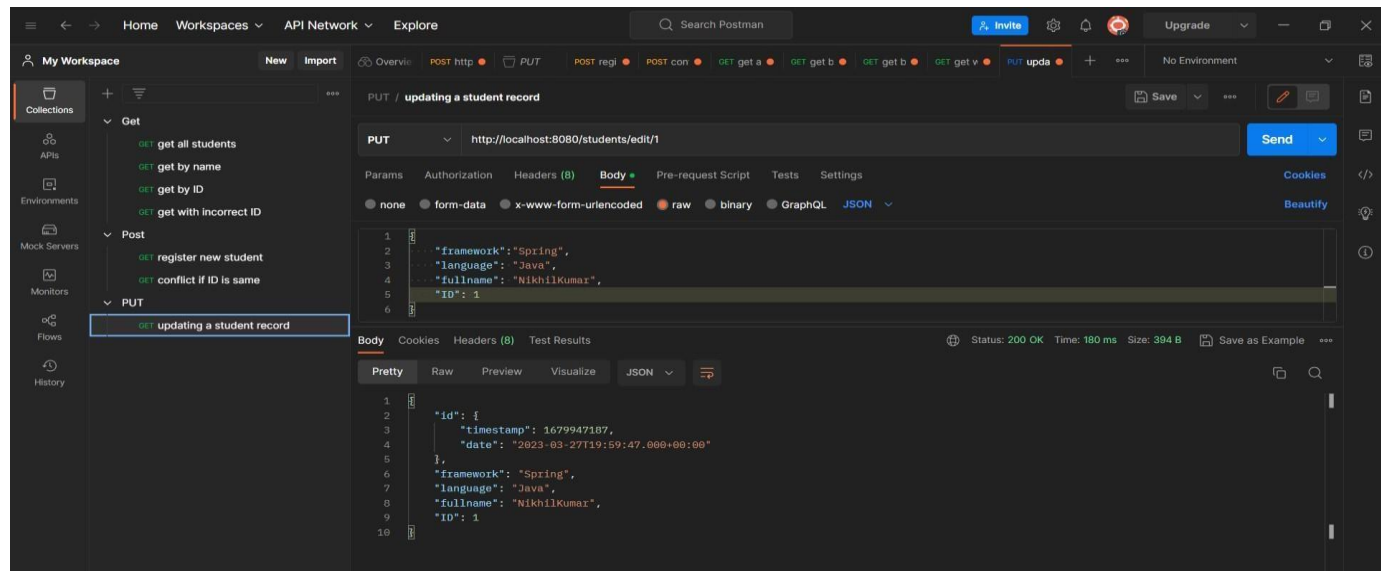 Home Workspaces API Network Explore Search Postman Invite Upgrade
My Workspace New Import Overvie POST http PUT POST regi POST con GET get a GET get b GET get b GET get v PUT upda No Environment
Collections
APIs
Environments
Mock Servers
Monitors
Flows
History
Get
GET get all students
GET get by name
GET get by ID
GET get with incorrect ID
Post
GET register new student
GET conflict if ID is same
PUT
GET updating a student record
PUT / updating a student record Save
PUT http://localhost:8080/students/edit/1 Send
Params Authorization Headers (8) Body Pre-request Script Tests Settings Cookies
none form-data x-www-form-urlencoded raw binary GraphQL JSON Beautify
1 {
2 "framework":"Spring",
3 "language": "Java",
4 "fullname": "NikhilKumar",
5 "ID": 1
6 }
Body Cookies Headers (8) Test Results Status: 200 OK Time: 180 ms Size: 394 B Save as Example
Pretty Raw Preview Visualize JSON
1 {
2 "id": {
3 "timestamp": 1679947187,
4 "date": "2023-03-27T19:59:47.000+00:00"
5 },
6 "framework": "Spring",
7 "language": "Java",
8 "fullname": "NikhilKumar",
9 "ID": 1
10 }